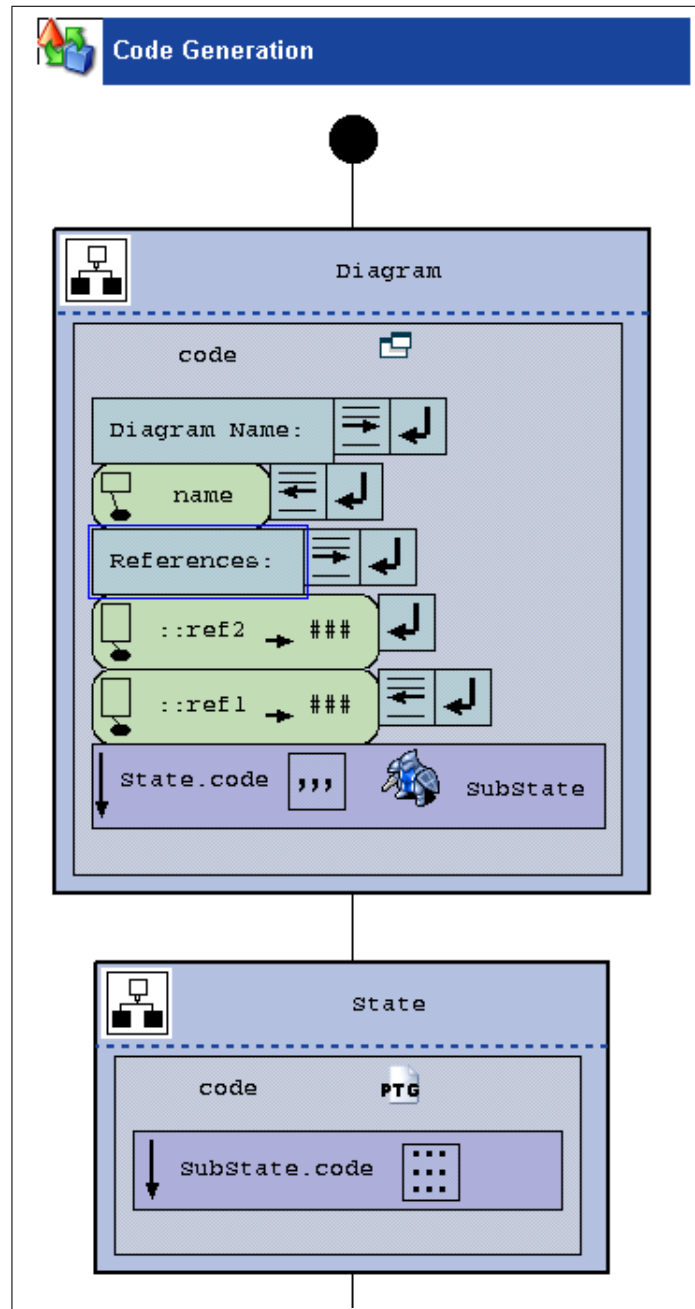 Code Generation
Diagram
code
Diagram Name:
name
References:
::ref2 ###
::ref1 ###
State.code ,,, SubState
State
code PTG
SubState.code